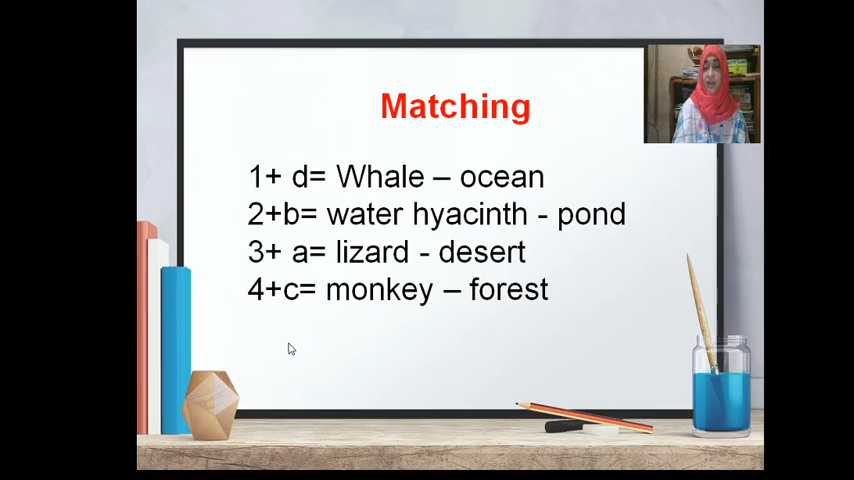 Matching
1+ d= Whale – ocean
2+b= water hyacinth - pond
3+ a= lizard - desert
4+c= monkey – forest